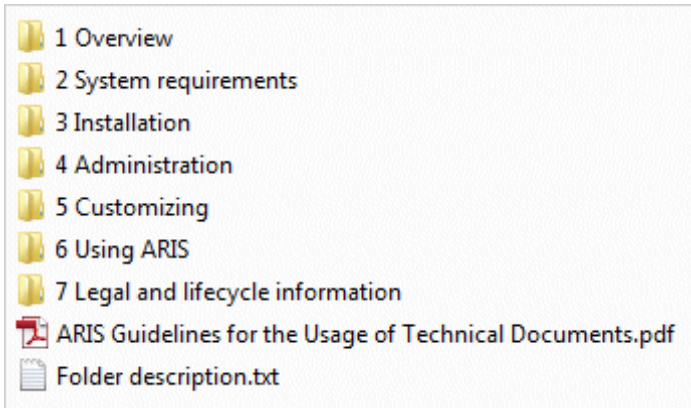 1 Overview
2 System requirements
3 Installation
4 Administration
5 Customizing
6 Using ARIS
7 Legal and lifecycle information
ARIS Guidelines for the Usage of Technical Documents.pdf
Folder description.txt